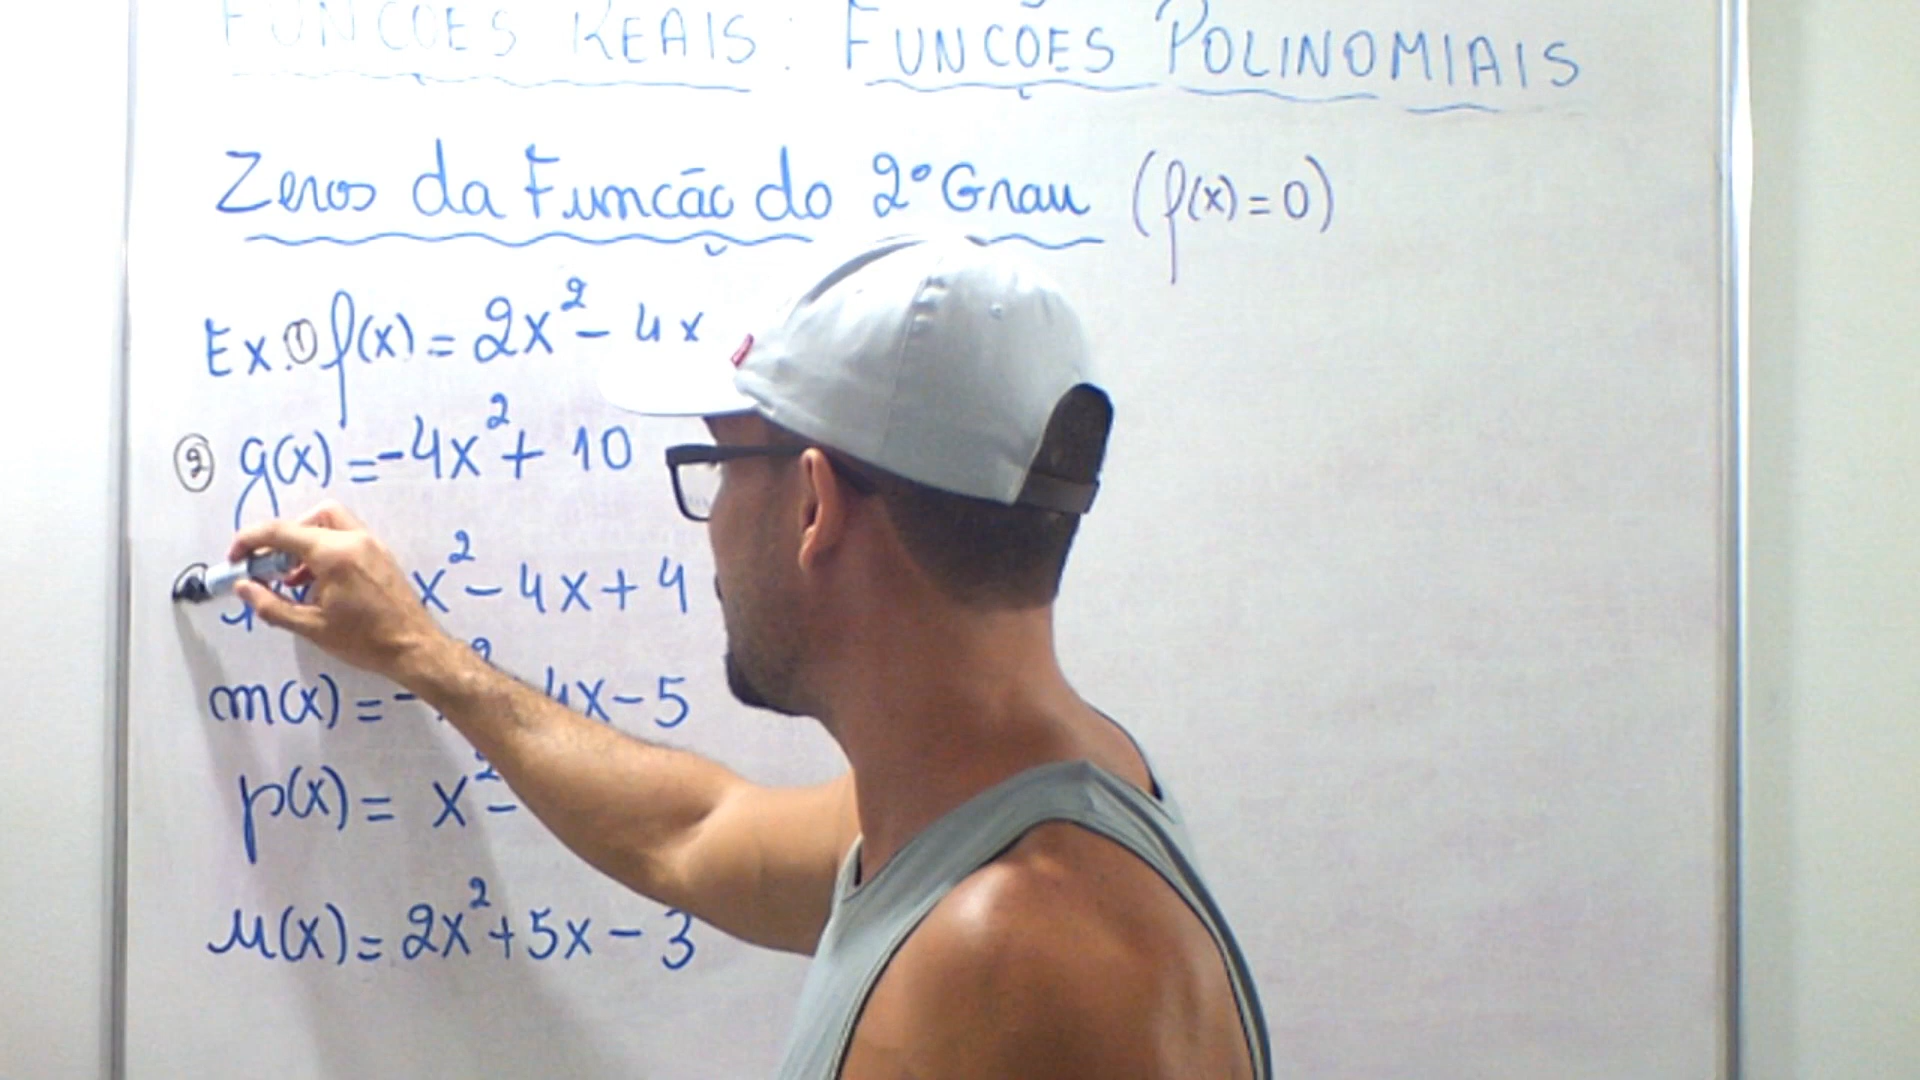 FUNÇÕES REAIS: FUNÇÕES POLINOMIAIS
Zeros da Função do 2º Grau (f(x) = 0)
Ex.① f(x) = 2x² - 4x
② g(x) = -4x² + 10
x² - 4x + 4
m(x) = - 4x - 5
p(x) = x² -
μ(x) = 2x² + 5x - 3